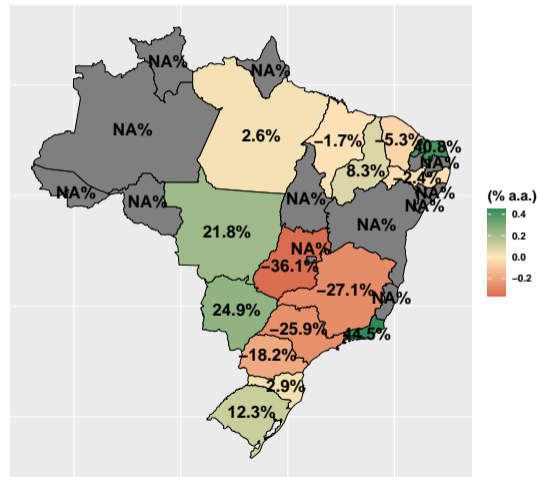 NA%
NA%
NA%
2.6%
−1.7%
−5.3%
40.8%
NA%
8.3%
−2.4%
NA%
NA%
NA%
NA%
NA%
NA%
(% a.a.)
0.4
0.2
0.0
−0.2
21.8%
NA%
−36.1%
−27.1%
NA%
24.9%
−25.9%
44.5%
−18.2%
2.9%
12.3%